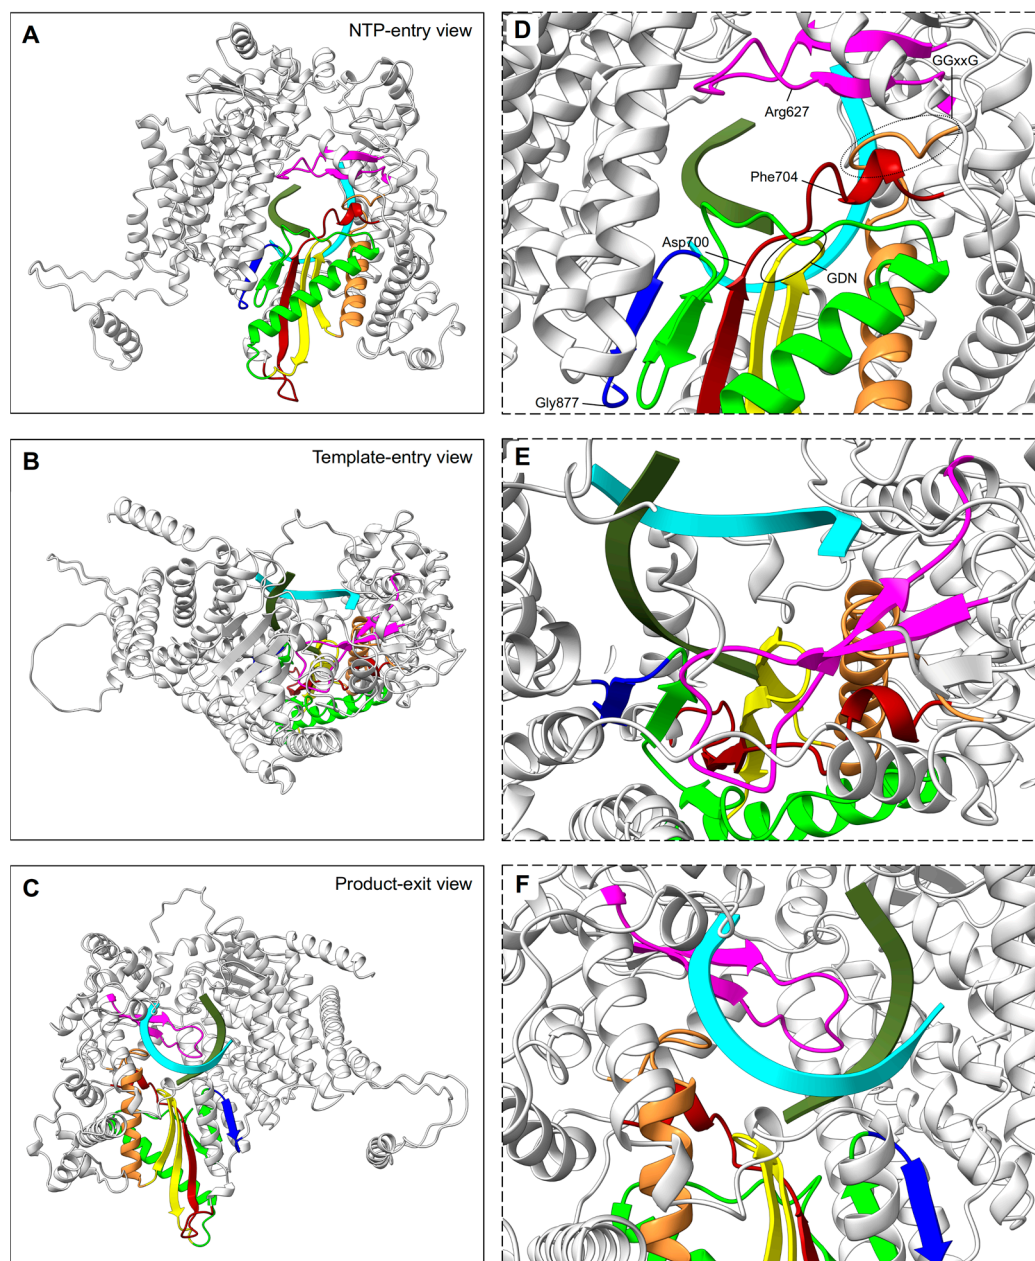 A
NTP-entry view
D
GGxxG
Arg627
Phe704
Asp700
GDN
Gly877
B
Template-entry view
E
C
Product-exit view
F